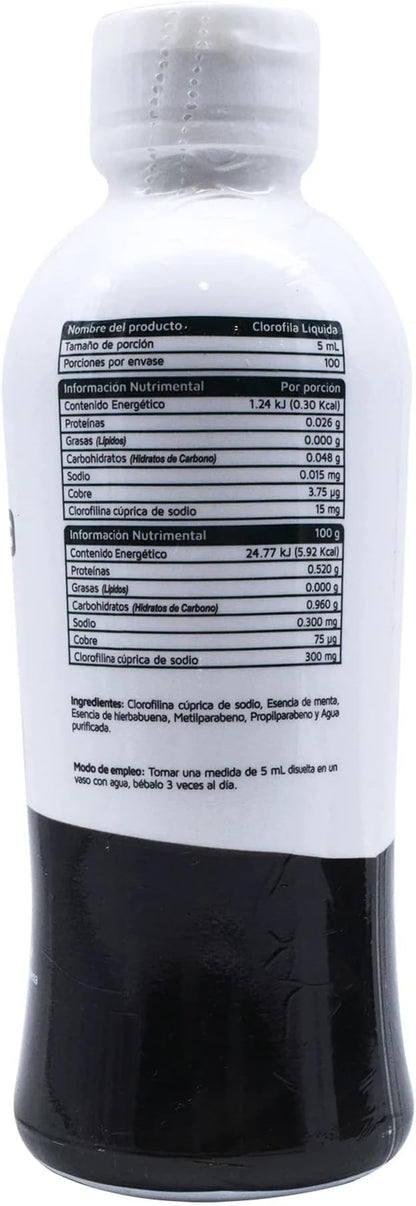 Nombre del producto. : Clorofila Líquida
Tamaño de porción 5 mL
Porciones por envase 100
Información Nutrimental Por porción
Contenido Energético 1.24 kJ (0.30 Kcal)
Proteínas 0.026 g
Grasas (Lípidos) 0.000 g
Carbohidratos (Hidratos de Carbono) 0.048 g
Sodio 0.015 mg
Cobre 3.75 µg
Clorofilina cúprica de sodio 15 mg
Información Nutrimental 100 g
Contenido Energético 24.77 kJ (5.92 Kcal)
Proteínas 0.520 g
Grasas (Lípidos) 0.000 g
Carbohidratos (Hidratos de Carbono) 0.960 g
Sodio 0.300 mg
Cobre 75 µg
Clorofilina cúprica de sodio 300 mg
Ingredientes: Clorofilina cúprica de sodio, Esencia de menta,
Esencia de hierbabuena, Metilparabeno, Propilparabeno y Agua
purificada.
Modo de empleo: Tomar una medida de 5 mL disuelta en un
vaso con agua, bébalo 3 veces al día.